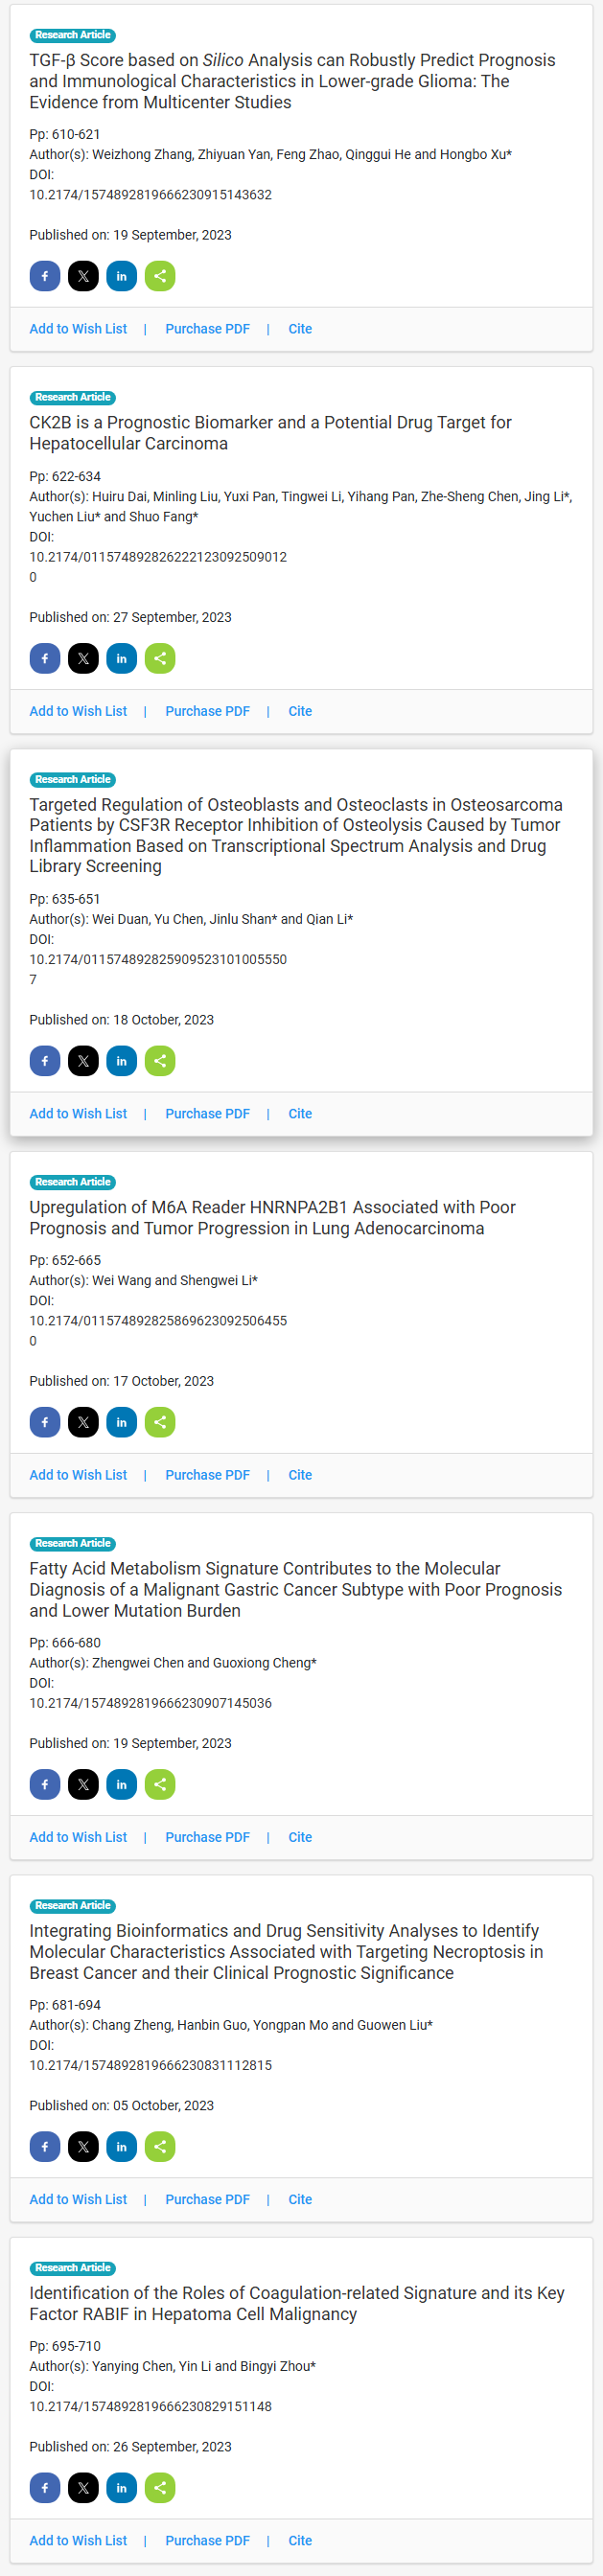 Research Article
TGF-β Score based on Silico Analysis can Robustly Predict Prognosis
and Immunological Characteristics in Lower-grade Glioma: The
Evidence from Multicenter Studies
Pp: 610-621
Author(s): Weizhong Zhang, Zhiyuan Yan, Feng Zhao, Qinggui He and Hongbo Xu*
DOI:
10.2174/1574892819666230915143632
Published on: 19 September, 2023
f X in
Add to Wish List | Purchase PDF | Cite
Research Article
CK2B is a Prognostic Biomarker and a Potential Drug Target for
Hepatocellular Carcinoma
Pp: 622-634
Author(s): Huiru Dai, Minling Liu, Yuxi Pan, Tingwei Li, Yihang Pan, Zhe-Sheng Chen, Jing Li*,
Yuchen Liu* and Shuo Fang*
DOI:
10.2174/011574892826222123092509012
0
Published on: 27 September, 2023
f X in
Add to Wish List | Purchase PDF | Cite
Research Article
Targeted Regulation of Osteoblasts and Osteoclasts in Osteosarcoma
Patients by CSF3R Receptor Inhibition of Osteolysis Caused by Tumor
Inflammation Based on Transcriptional Spectrum Analysis and Drug
Library Screening
Pp: 635-651
Author(s): Wei Duan, Yu Chen, Jinlu Shan* and Qian Li*
DOI:
10.2174/011574892825909523101005550
7
Published on: 18 October, 2023
f X in
Add to Wish List | Purchase PDF | Cite
Research Article
Upregulation of M6A Reader HNRNPA2B1 Associated with Poor
Prognosis and Tumor Progression in Lung Adenocarcinoma
Pp: 652-665
Author(s): Wei Wang and Shengwei Li*
DOI:
10.2174/011574892825869623092506455
0
Published on: 17 October, 2023
f X in
Add to Wish List | Purchase PDF | Cite
Research Article
Fatty Acid Metabolism Signature Contributes to the Molecular
Diagnosis of a Malignant Gastric Cancer Subtype with Poor Prognosis
and Lower Mutation Burden
Pp: 666-680
Author(s): Zhengwei Chen and Guoxiong Cheng*
DOI:
10.2174/1574892819666230907145036
Published on: 19 September, 2023
f X in
Add to Wish List | Purchase PDF | Cite
Research Article
Integrating Bioinformatics and Drug Sensitivity Analyses to Identify
Molecular Characteristics Associated with Targeting Necroptosis in
Breast Cancer and their Clinical Prognostic Significance
Pp: 681-694
Author(s): Chang Zheng, Hanbin Guo, Yongpan Mo and Guowen Liu*
DOI:
10.2174/1574892819666230831112815
Published on: 05 October, 2023
f X in
Add to Wish List | Purchase PDF | Cite
Research Article
Identification of the Roles of Coagulation-related Signature and its Key
Factor RABIF in Hepatoma Cell Malignancy
Pp: 695-710
Author(s): Yanying Chen, Yin Li and Bingyi Zhou*
DOI:
10.2174/1574892819666230829151148
Published on: 26 September, 2023
f X in
Add to Wish List | Purchase PDF | Cite